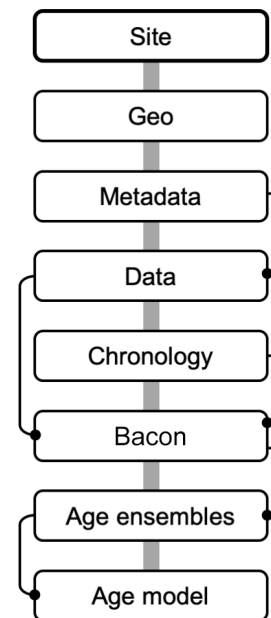 Site
Geo
Metadata
Data
Chronology
Bacon
Age ensembles
Age model